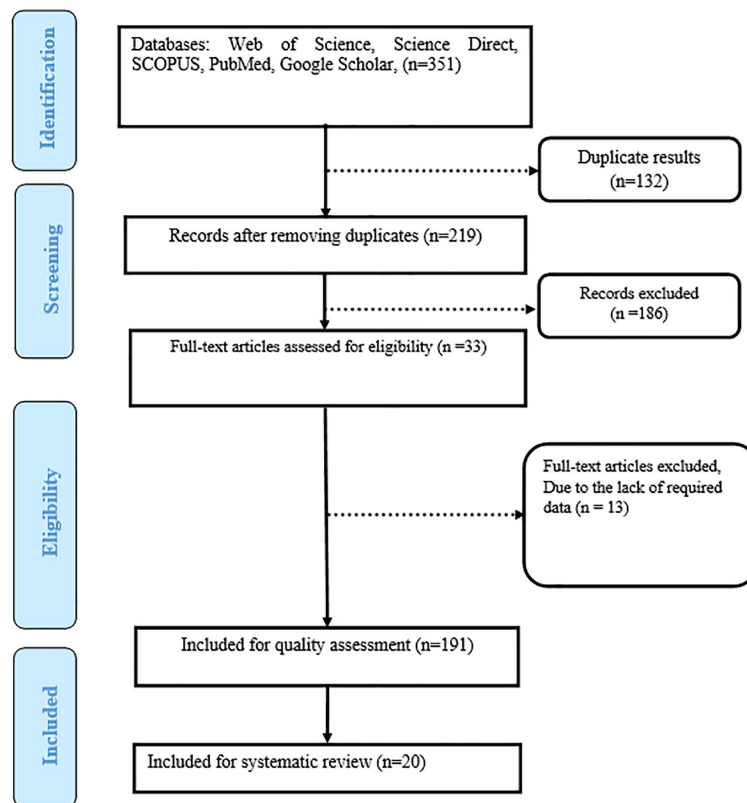 Identification
Databases: Web of Science, Science Direct,
SCOPUS, PubMed, Google Scholar, (n=351)
Duplicate results
(n=132)
Screening
Records after removing duplicates (n=219)
Records excluded
(n =186)
Full-text articles assessed for eligibility (n =33)
Eligibility
Full-text articles excluded,
Due to the lack of required
data (n = 13)
Included for quality assessment (n=191)
Included
Included for systematic review (n=20)